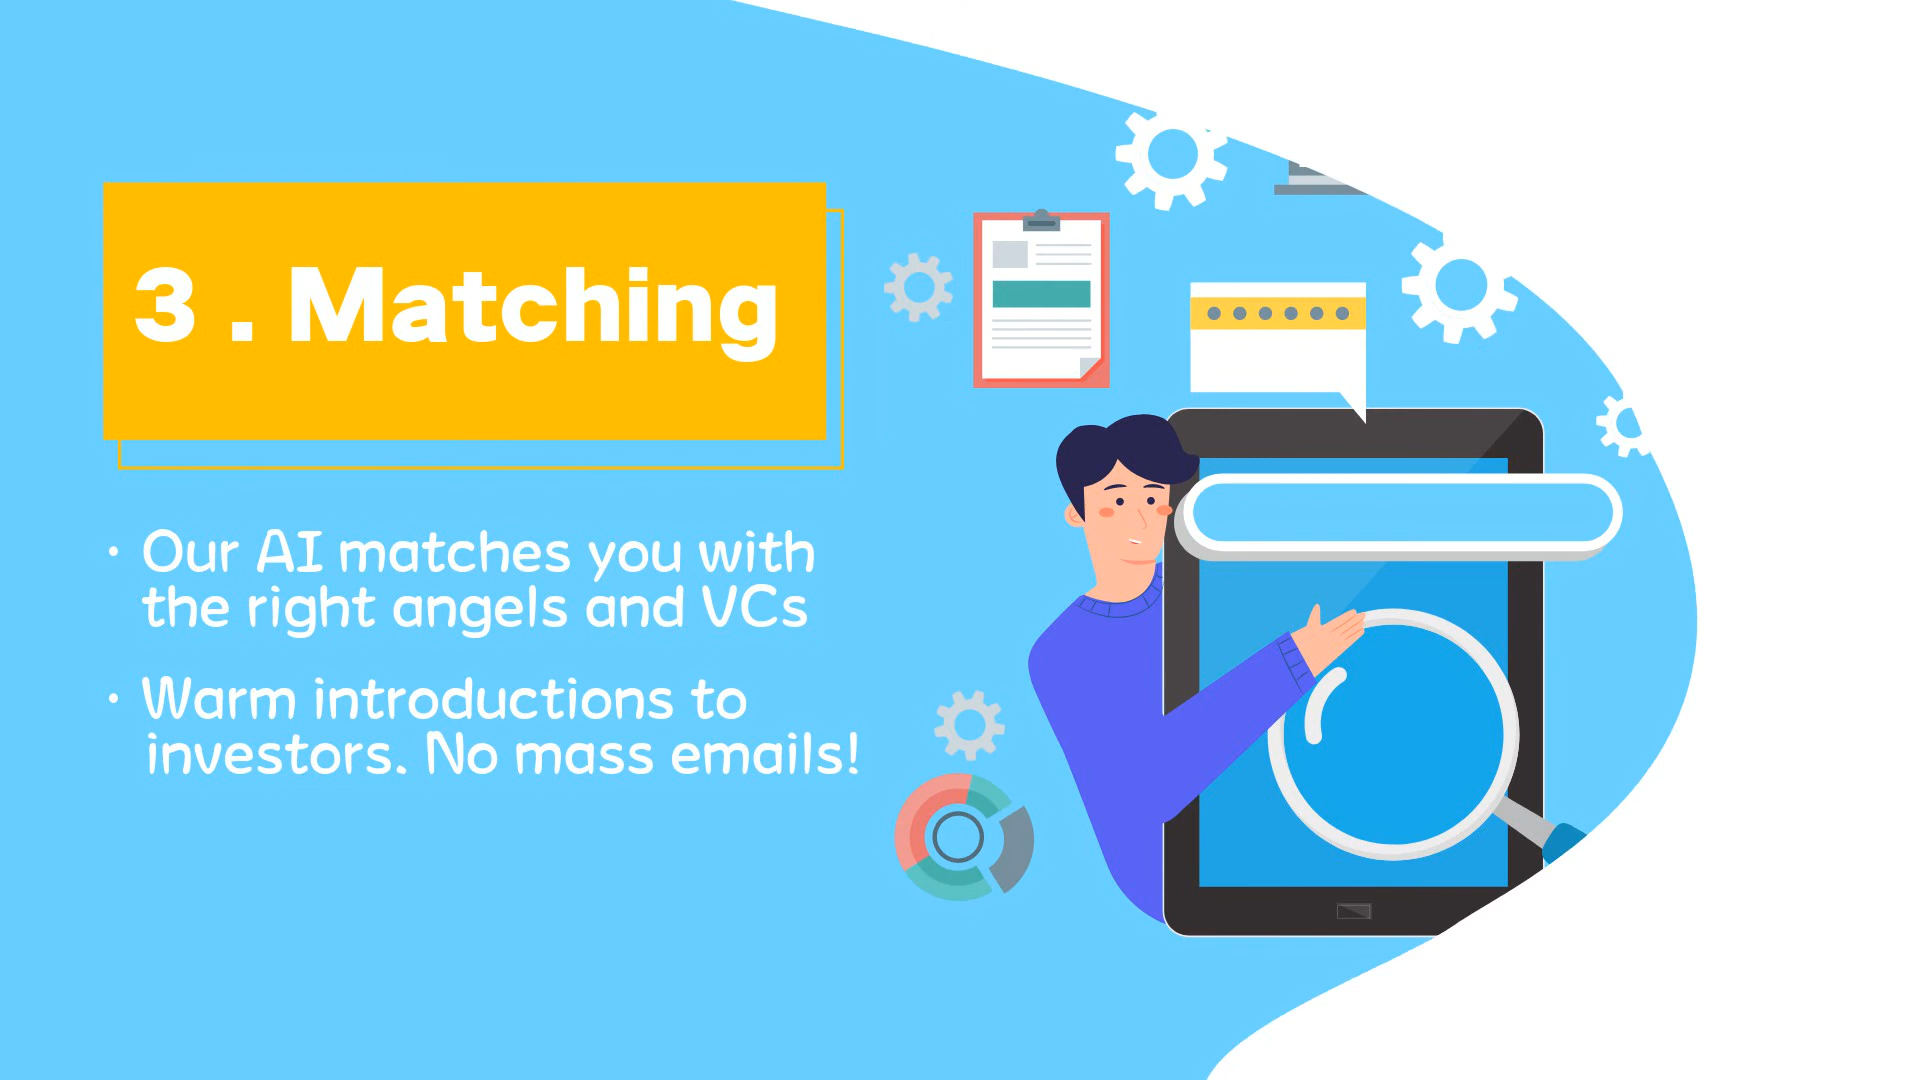 3 . Matching
· Our AI matches you with
the right angels and VCs
· Warm introductions to
investors. No mass emails!